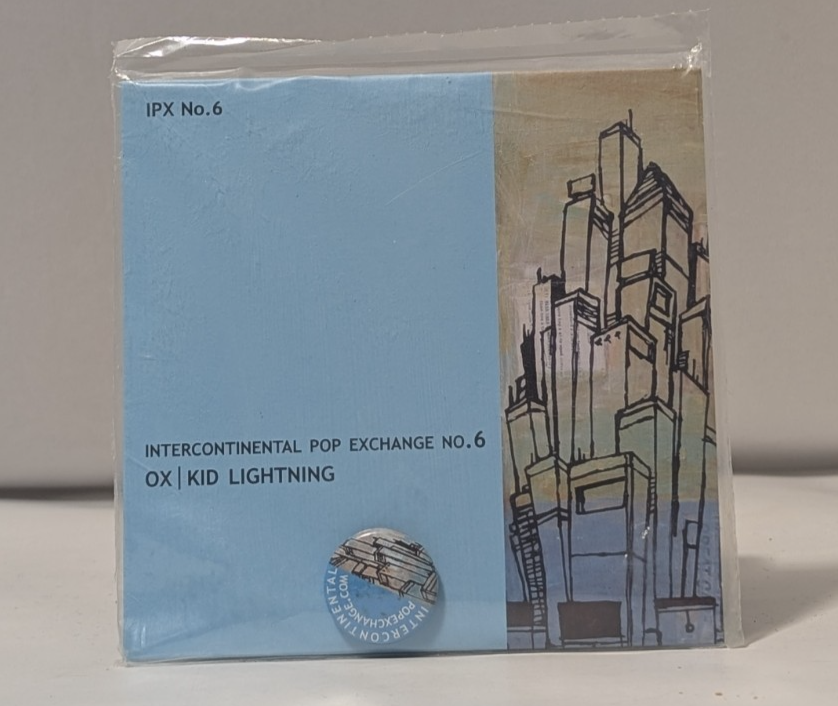 IPX No.6
INTERCONTINENTAL POP EXCHANGE NO.6
OX | KID LIGHTNING
INTERCONTINENTAL
POPEXCHANGE.COM